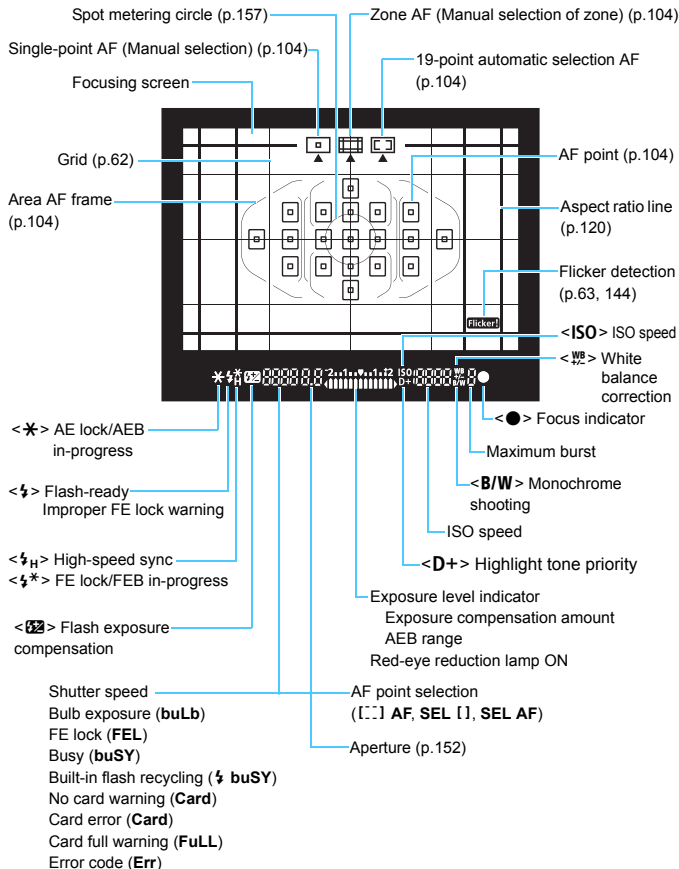 Spot metering circle (p.157)
Zone AF (Manual selection of zone) (p.104)
Single-point AF (Manual selection) (p.104)
19-point automatic selection AF
(p.104)
Focusing screen
Grid (p.62)
AF point (p.104)
Area AF frame
(p.104)
Aspect ratio line
(p.120)
Flicker detection
(p.63, 144)
Flicker!
<ISO> ISO speed
<WB+/-> White
balance
correction
-2..1..▼..1..‡2 ISO D+ WB+/- B/W
<●> Focus indicator
<✱> AE lock/AEB
in-progress
Maximum burst
<B/W> Monochrome
shooting
<⚡> Flash-ready
Improper FE lock warning
ISO speed
<⚡H> High-speed sync
<D+> Highlight tone priority
<⚡*> FE lock/FEB in-progress
Exposure level indicator
Exposure compensation amount
AEB range
Red-eye reduction lamp ON
<> Flash exposure
compensation
Shutter speed
Bulb exposure (buLb)
FE lock (FEL)
Busy (buSY)
Built-in flash recycling (⚡ buSY)
No card warning (Card)
Card error (Card)
Card full warning (FuLL)
Error code (Err)
AF point selection
([ ] AF, SEL [ ], SEL AF)
Aperture (p.152)